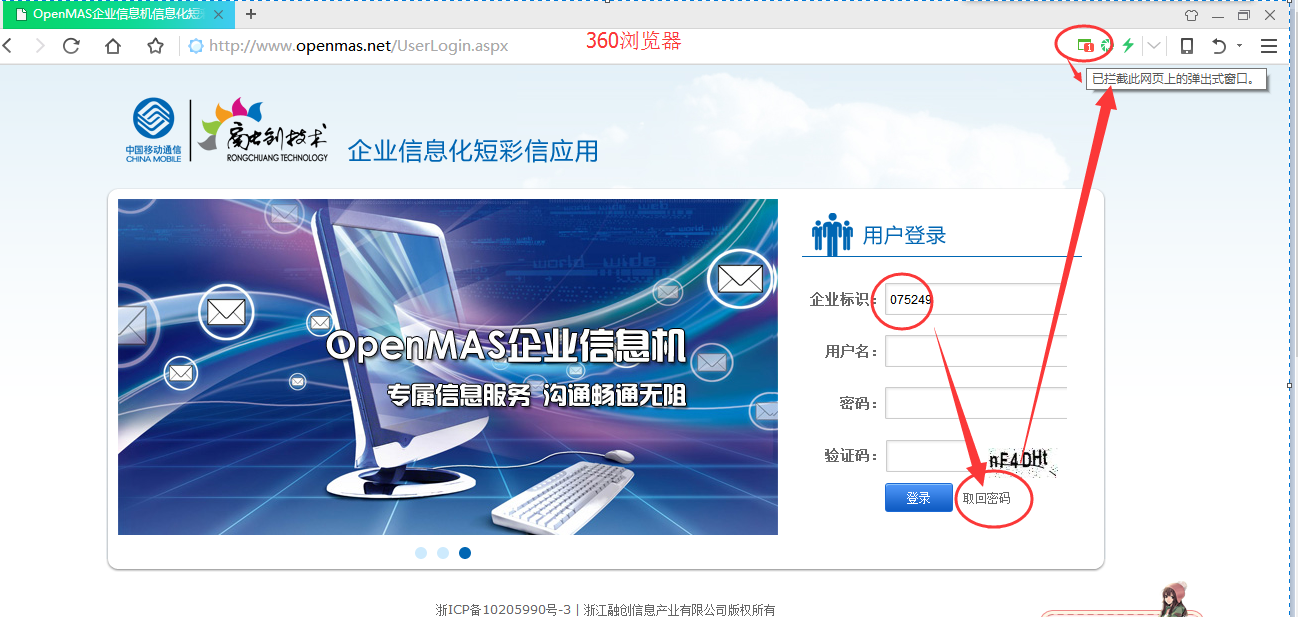 OpenMAS企业信息机信息化短
http://www.openmas.net/UserLogin.aspx
360浏览器
1
已拦截此网页上的弹出式窗口。
中国移动通信
CHINA MOBILE
融创技术
RONGCHUANG TECHNOLOGY
企业信息化短彩信应用
OpenMAS企业信息机
专属信息服务 沟通畅通无阻
用户登录
企业标识：
075249
用户名：
密码：
验证码：
nF4DHt
登录
取回密码
浙ICP备10205990号-3 | 浙江融创信息产业有限公司版权所有